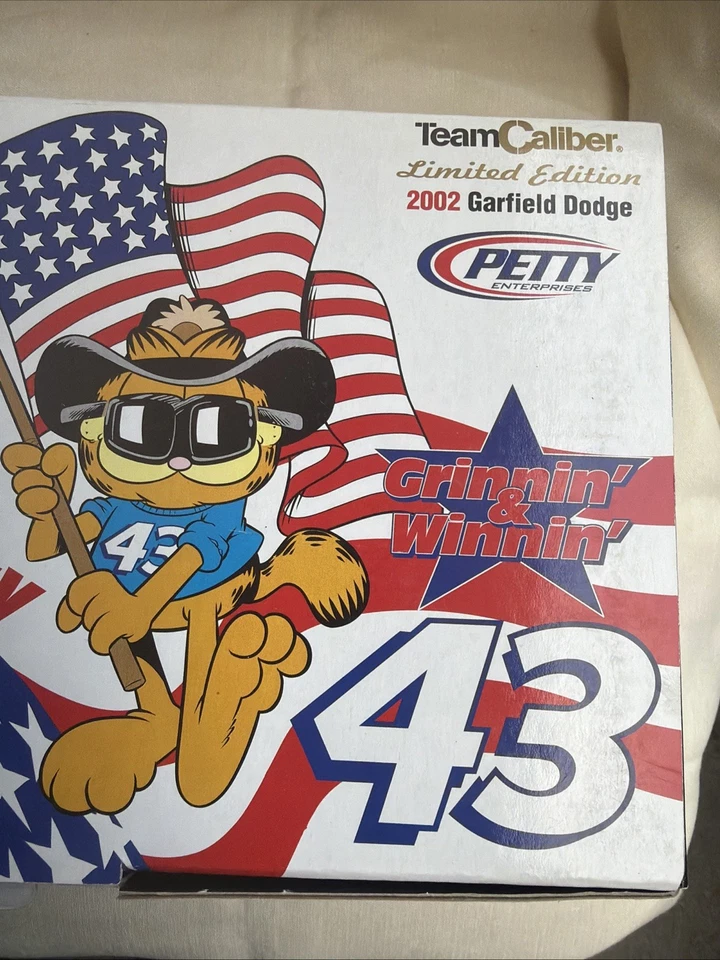 TeamCaliber®
Limited Edition
2002 Garfield Dodge
PETTY
ENTERPRISES
Grinnin'
&
Winnin'
43
43